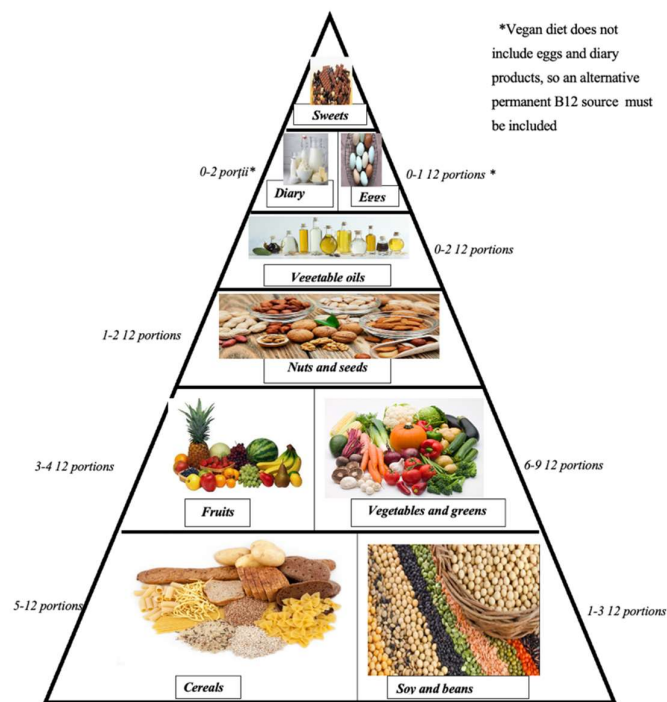 *Vegan diet does not
include eggs and diary
products, so an alternative
permanent B12 source must
be included
Sweets
0-2 porții*
Diary
Eggs
0-1 12 portions *
Vegetable oils
0-2 12 portions
1-2 12 portions
Nuts and seeds
3-4 12 portions
Fruits
Vegetables and greens
6-9 12 portions
5-12 portions
Cereals
Soy and beans
1-3 12 portions